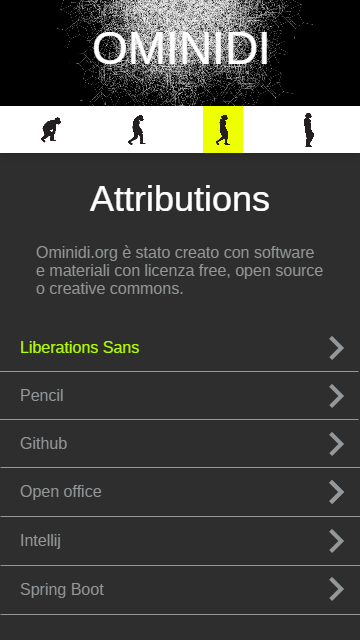 OMINIDI
Attributions
Ominidi.org è stato creato con software
e materiali con licenza free, open source
o creative commons.
Liberations Sans
Pencil
Github
Open office
Intellij
Spring Boot